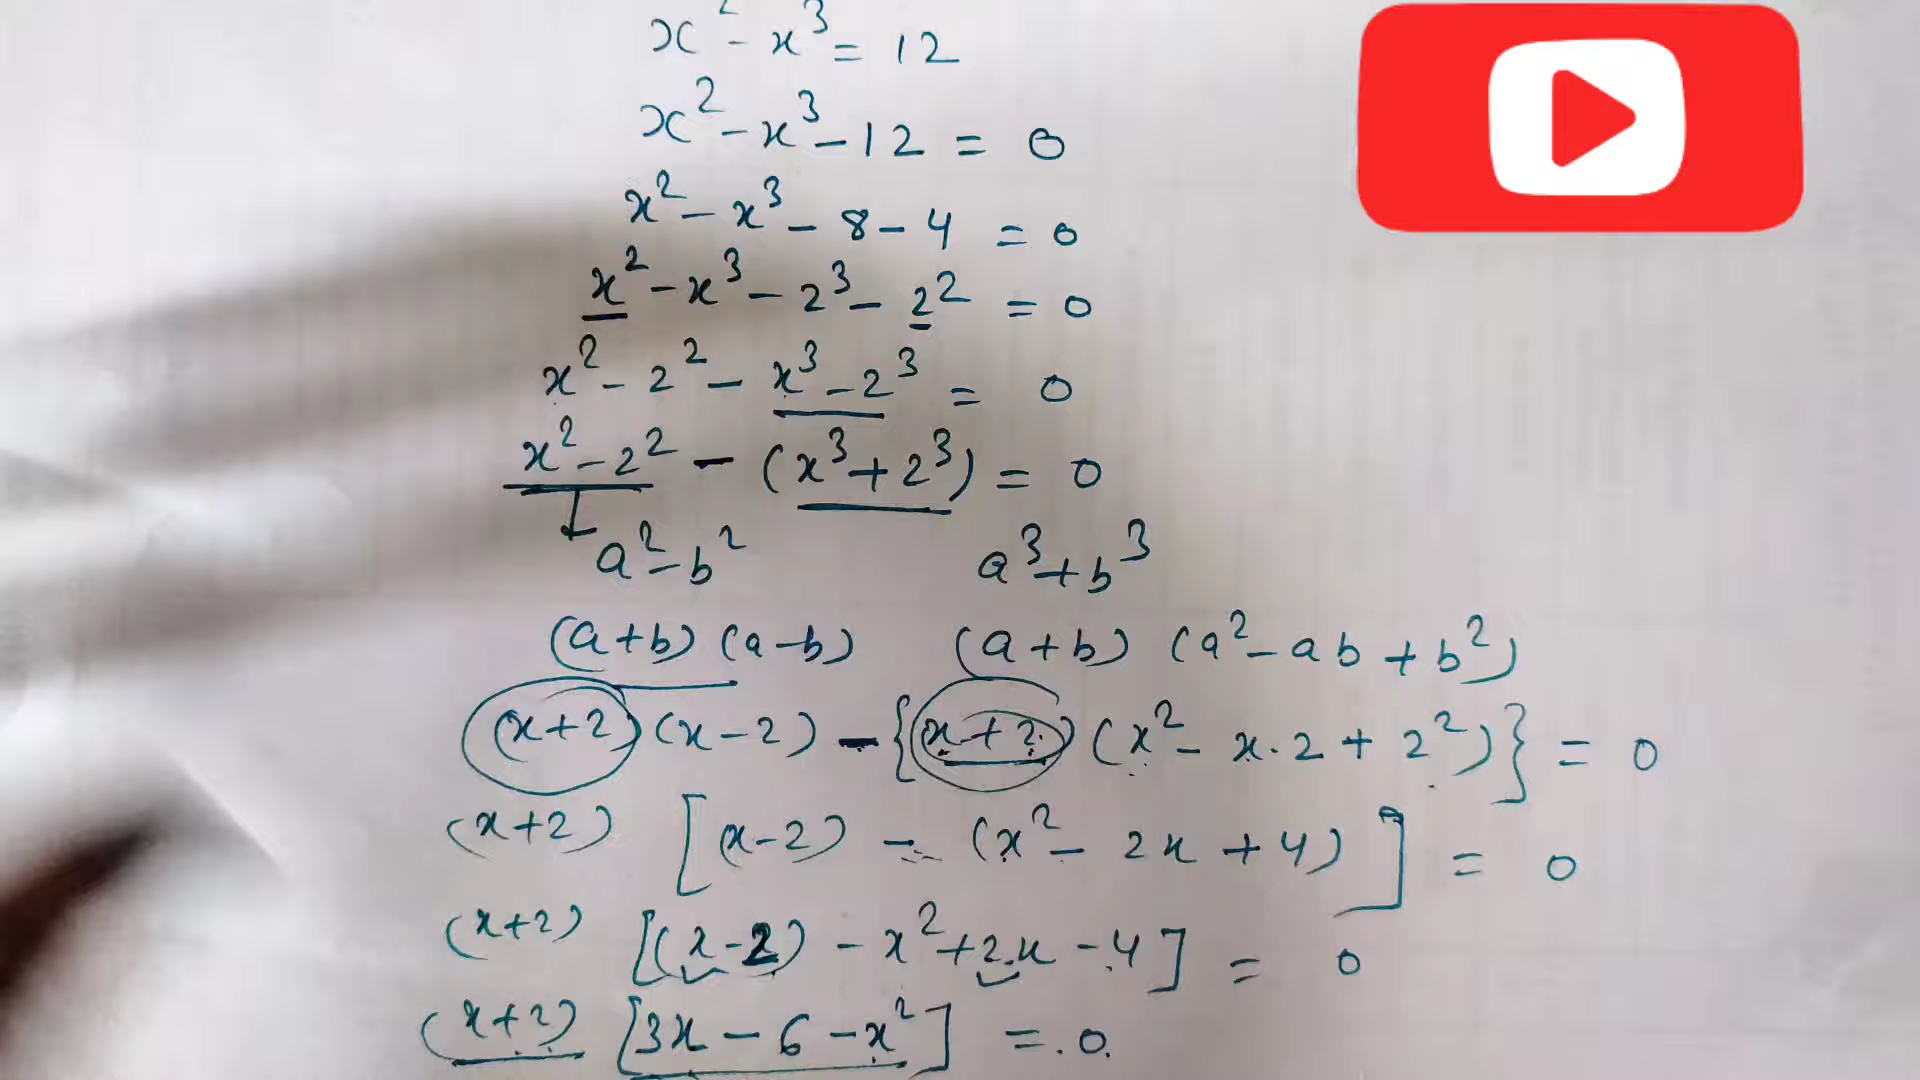 x² - x³ = 12
x² - x³ - 12 = 0
x² - x³ - 8 - 4 = 0
x² - x³ - 2³ - 2² = 0
x² - 2² - x³ - 2³ = 0
x² - 2² - (x³ + 2³) = 0
a² - b² a³ + b³
(a+b) (a-b) (a+b) (a² - ab + b²)
(x+2) (x-2) - {(x+2) (x² - x.2 + 2²)} = 0
(x+2) [(x-2) - (x² - 2x + 4)] = 0
(x+2) [(x-2) - x² + 2x - 4] = 0
(x+2) [3x - 6 - x²] = 0